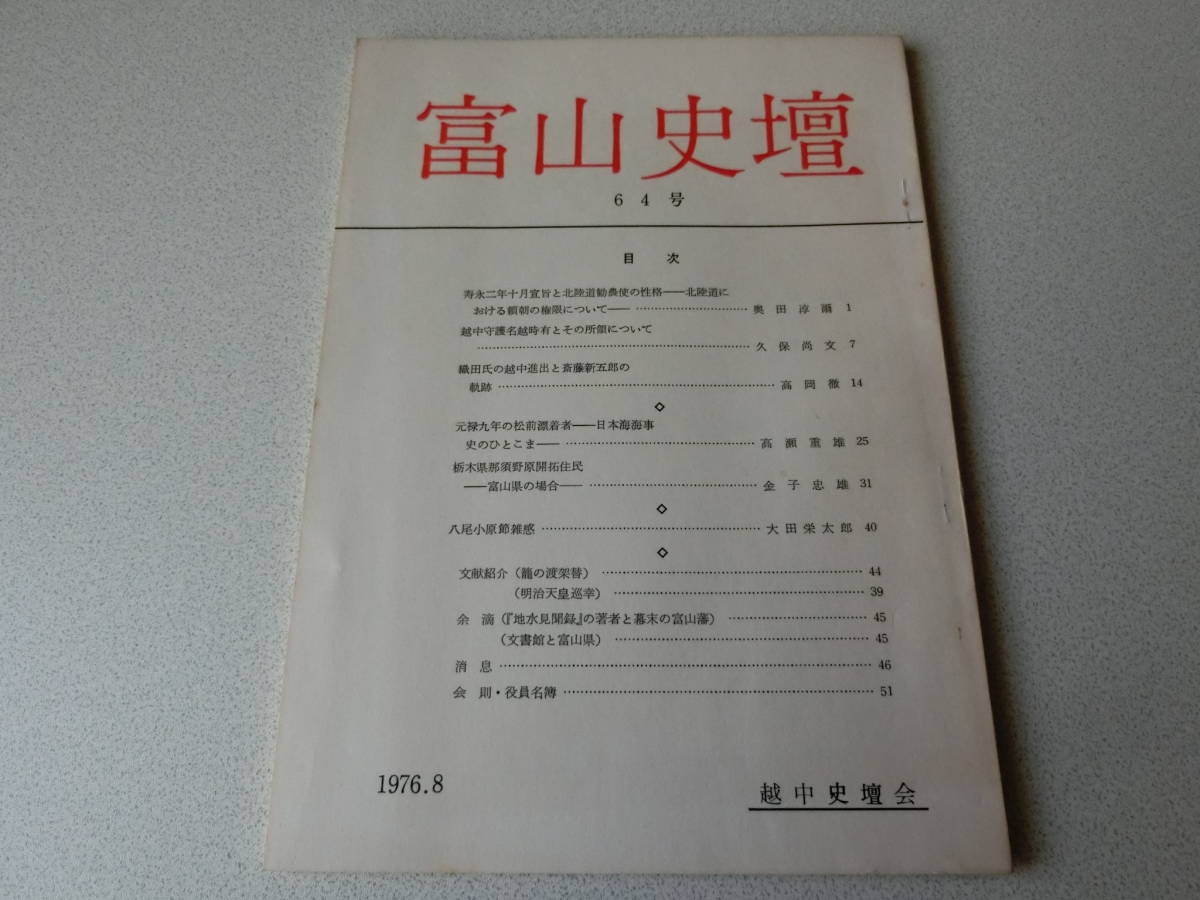 富山史壇
64号
目次
寿永二年十月宣旨と北陸道勧農使の性格――北陸道に
おける頼朝の権限について――……………………奥田淳爾 1
越中守護名越時有とその所領について
……………………久保尚文 7
織田氏の越中進出と斎藤新五郎の
軌跡……………………高岡徹 14
◇
元禄九年の松前漂着者――日本海海事
史のひとこま――……………………高瀬重雄 25
栃木県那須野原開拓住民
――富山県の場合――……………………金子忠雄 31
◇
八尾小原節雑感……………………大田栄太郎 40
◇
文献紹介（籠の渡架替）……………………44
（明治天皇巡幸）……………………39
余滴（『地水見聞録』の著者と幕末の富山藩）……………………45
（文書館と富山県）……………………45
消息……………………46
会則・役員名簿……………………51
1976.8
越中史壇会